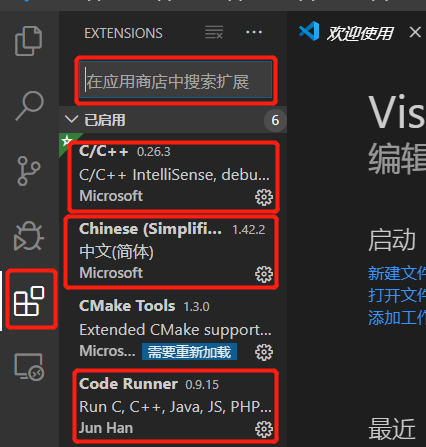 EXTENSIONS
欢迎使用
在应用商店中搜索扩展
已启用
6
C/C++ 0.26.3
C/C++ IntelliSense, debu...
Microsoft
Chinese (Simplifi... 1.42.2
中文(简体)
Microsoft
CMake Tools 1.3.0
Extended CMake support...
Micros... 需要重新加载
Code Runner 0.9.15
Run C, C++, Java, JS, PHP...
Jun Han
Vis
编辑
启动
新建文件
打开文件
添加工作
最近